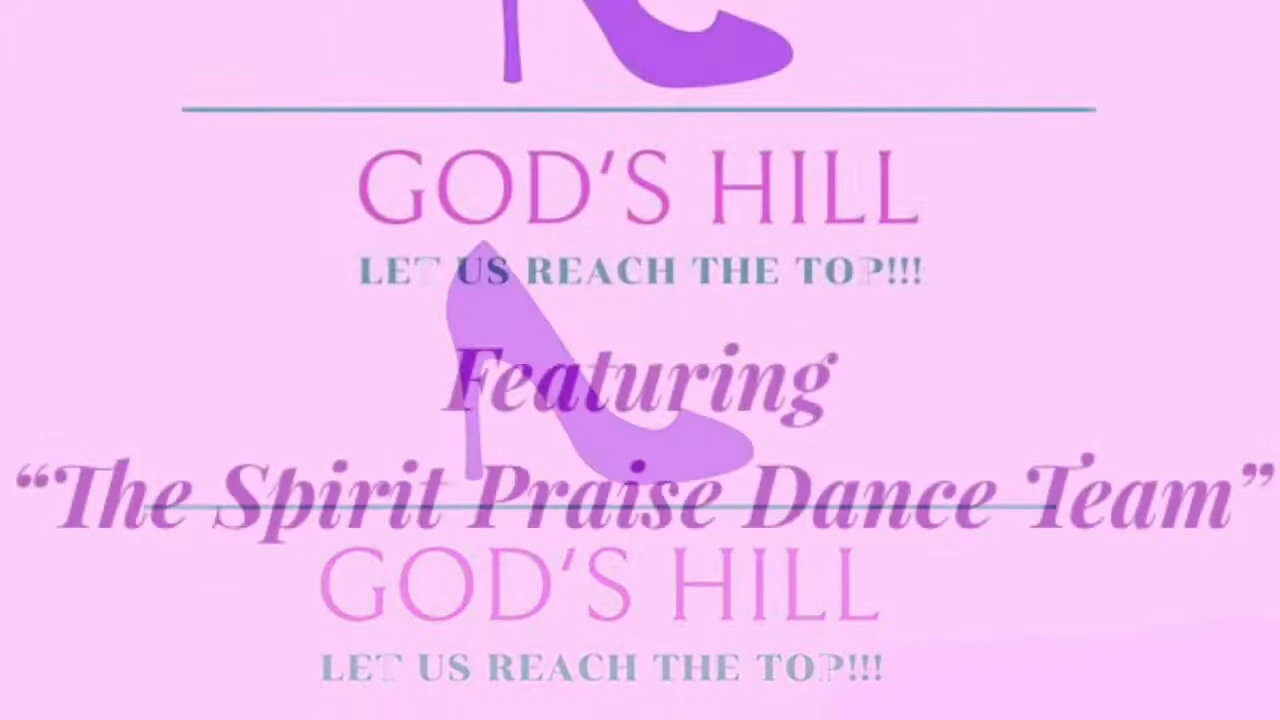 GOD'S HILL
LET US REACH THE TOP!!!
Featuring
“The Spirit Praise Dance Team”
GOD'S HILL
LET US REACH THE TOP!!!